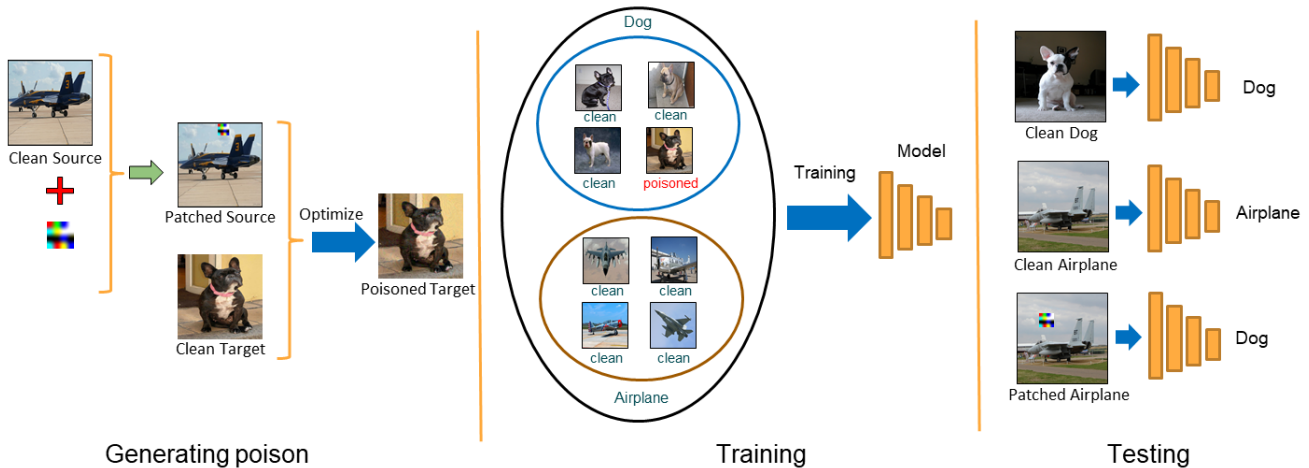 Clean Source
Patched Source
Clean Target
Optimize
Poisoned Target
Generating poison
Dog
clean
clean
clean
poisoned
clean
clean
clean
clean
Airplane
Training
Model
Training
Clean Dog
Dog
Clean Airplane
Airplane
Patched Airplane
Dog
Testing